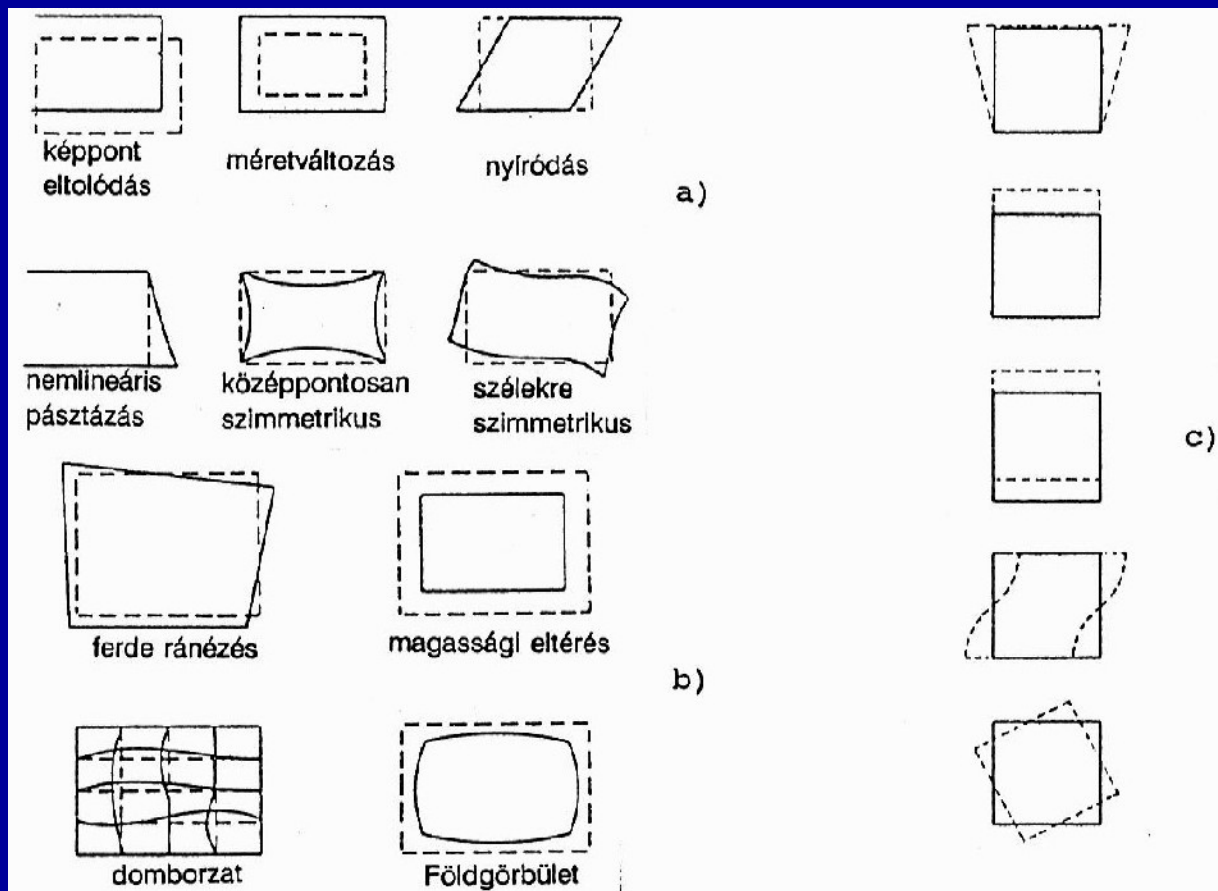 képpont
eltolódás
méretváltozás
nyíródás
a)
nemlineáris
pásztázás
középpontosan
szimmetrikus
szélekre
szimmetrikus
c)
ferde ránézés
magassági eltérés
b)
domborzat
Földgörbület